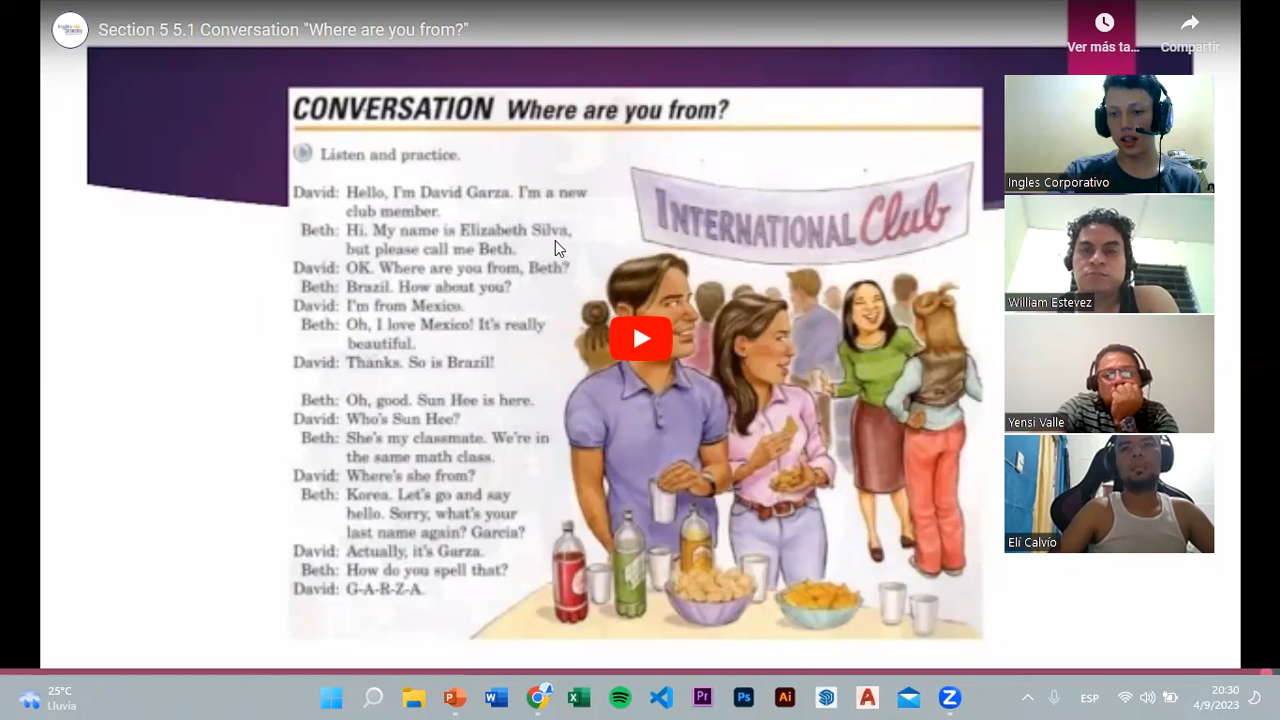 Section 5 5.1 Conversation "Where are you from?"
Ver más ta...
Compartir
CONVERSATION Where are you from?
Listen and practice.
INTERNATIONAL Club
David: Hello, I'm David Garza. I'm a new
club member.
Beth: Hi. My name is Elizabeth Silva,
but please call me Beth.
David: OK. Where are you from, Beth?
Beth: Brazil. How about you?
David: I'm from Mexico.
Beth: Oh, I love Mexico! It's really
beautiful.
David: Thanks. So is Brazil!
Beth: Oh, good. Sun Hee is here.
David: Who's Sun Hee?
Beth: She's my classmate. We're in
the same math class.
David: Where's she from?
Beth: Korea. Let's go and say
hello. Sorry, what's your
last name again? Garcia?
David: Actually, it's Garza.
Beth: How do you spell that?
David: G-A-R-Z-A.
Ingles Corporativo
William Estevez
Yensi Valle
Elí Calvío
25°C
Lluvia
W
X
Pr
Ps
Ai
A
Z
ESP
20:30
4/9/2023